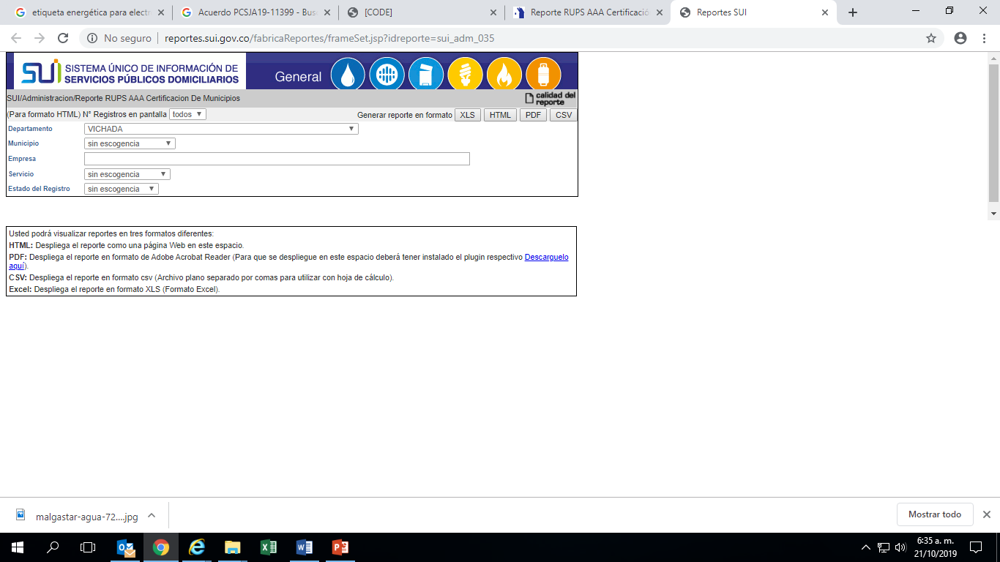 etiqueta energética para electr
Acuerdo PCSJA19-11399 - Bus
[CODE]
Reporte RUPS AAA Certificació
Reportes SUI
No seguro
reportes.sui.gov.co/fabricaReportes/frameSet.jsp?idreporte=sui_adm_035
sui
SISTEMA ÚNICO DE INFORMACIÓN DE
SERVICIOS PÚBLICOS DOMICILIARIOS
General
SUI/Administracion/Reporte RUPS AAA Certificacion De Municipios
calidad del
reporte
(Para formato HTML) N° Registros en pantalla todos
Generar reporte en formato XLS HTML PDF CSV
Departamento VICHADA
Municipio sin escogencia
Empresa
Servicio sin escogencia
Estado del Registro sin escogencia
Usted podrá visualizar reportes en tres formatos diferentes:
HTML: Despliega el reporte como una página Web en este espacio.
PDF: Despliega el reporte en formato de Adobe Acrobat Reader (Para que se despliegue en este espacio deberá tener instalado el plugin respectivo Descarguelo
aquí).
CSV: Despliega el reporte en formato csv (Archivo plano separado por comas para utilizar con hoja de cálculo).
Excel: Despliega el reporte en formato XLS (Formato Excel).
malgastar-agua-72....jpg
Mostrar todo
6:35 a. m.
21/10/2019